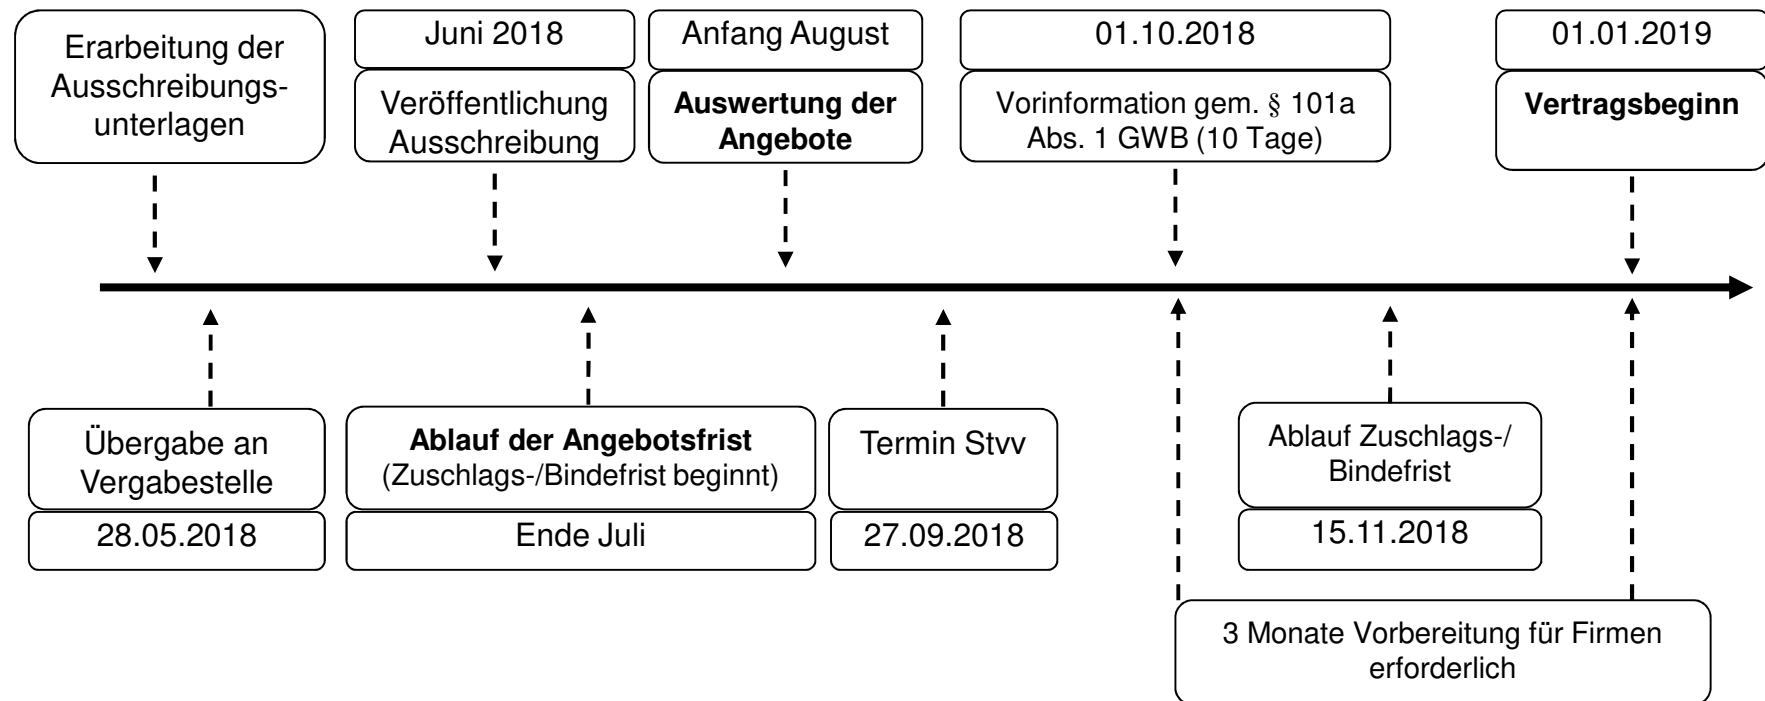 Erarbeitung der
Ausschreibungs-
unterlagen
Juni 2018
Veröffentlichung
Ausschreibung
Anfang August
Auswertung der
Angebote
01.10.2018
Vorinformation gem. § 101a
Abs. 1 GWB (10 Tage)
01.01.2019
Vertragsbeginn
Übergabe an
Vergabestelle
28.05.2018
Ablauf der Angebotsfrist
(Zuschlags-/Bindefrist beginnt)
Ende Juli
Termin Stvv
27.09.2018
Ablauf Zuschlags-/
Bindefrist
15.11.2018
3 Monate Vorbereitung für Firmen
erforderlich